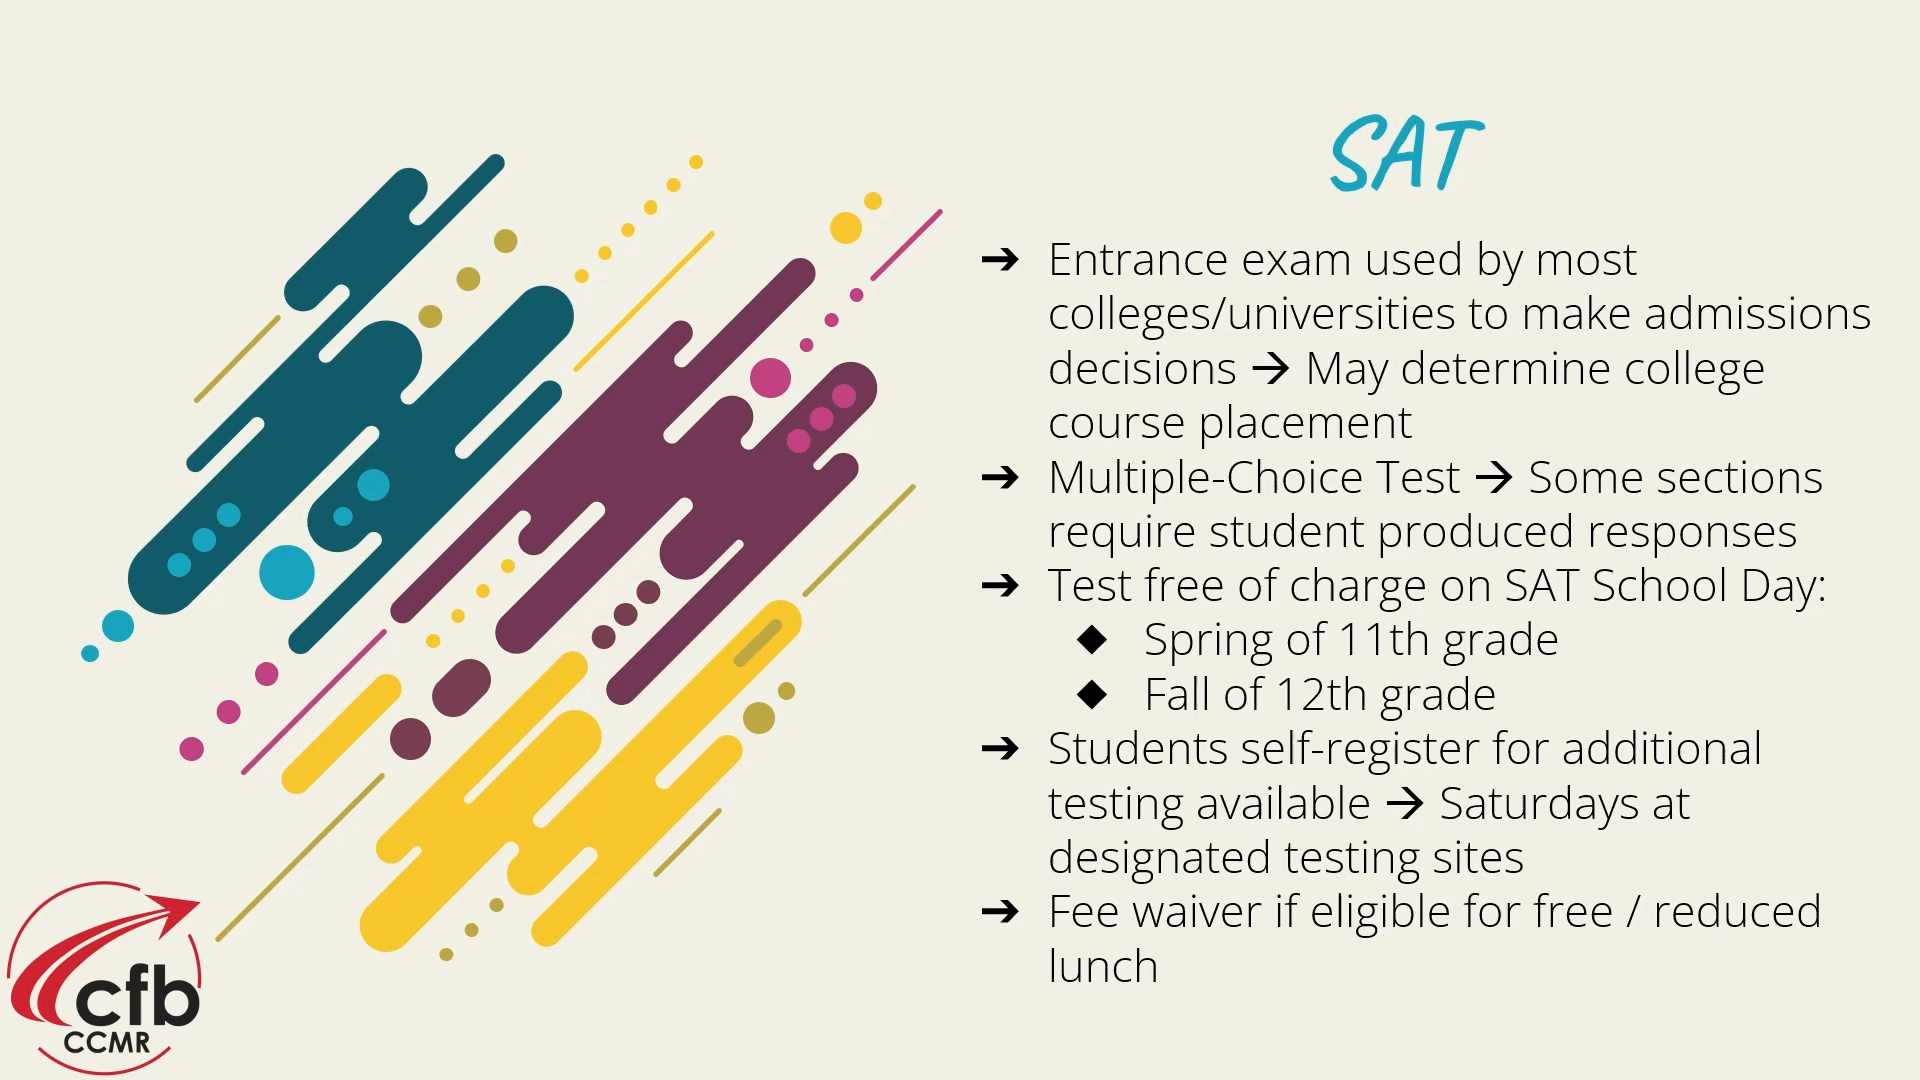 SAT
➔ Entrance exam used by most
colleges/universities to make admissions
decisions → May determine college
course placement
➔ Multiple-Choice Test → Some sections
require student produced responses
➔ Test free of charge on SAT School Day:
◆ Spring of 11th grade
◆ Fall of 12th grade
➔ Students self-register for additional
testing available → Saturdays at
designated testing sites
➔ Fee waiver if eligible for free / reduced
lunch
cfb
CCMR